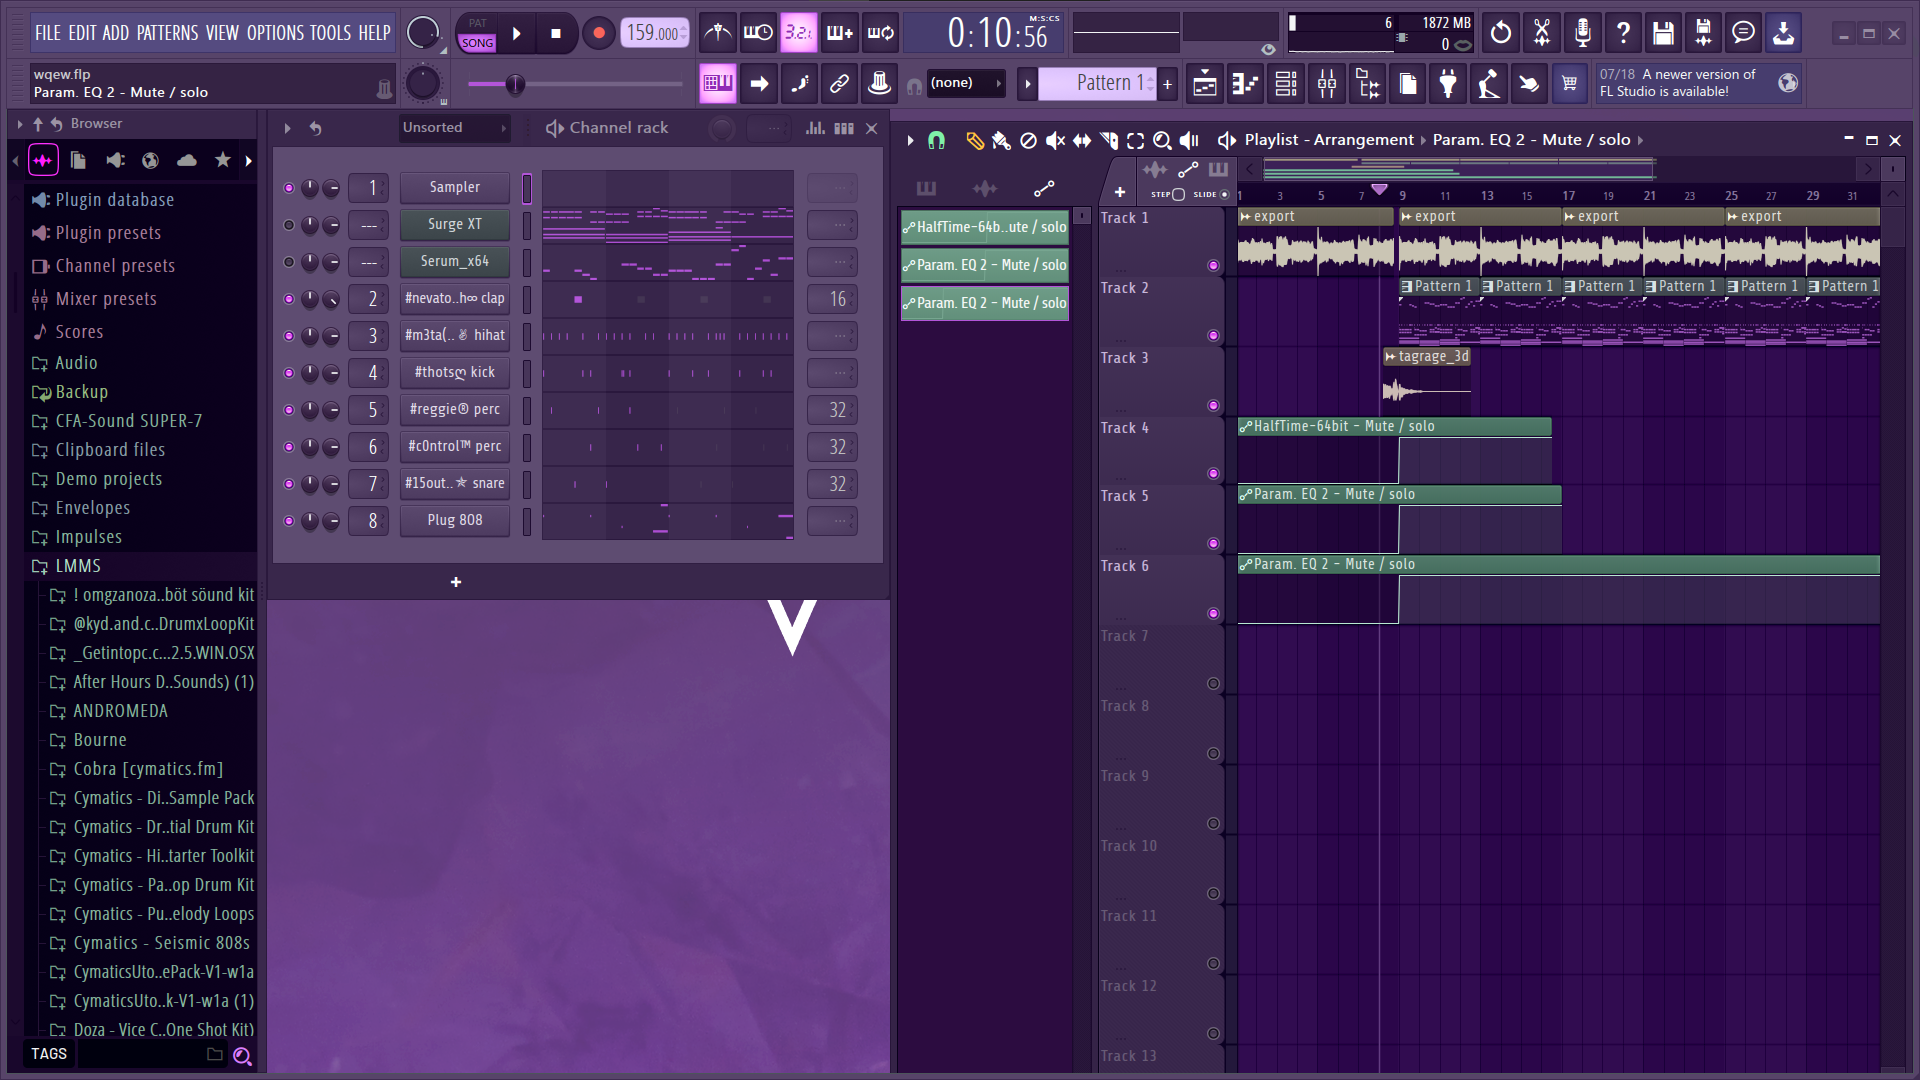 FILE EDIT ADD PATTERNS VIEW OPTIONS TOOLS HELP
PAT
SONG
159.000
3.2.
0:10:56
M:S:CS
6
1872 MB
0
wqew.flp
Param. EQ 2 - Mute / solo
(none)
Pattern 1
07/18 A newer version of
FL Studio is available!
Browser
Plugin database
Plugin presets
Channel presets
Mixer presets
Scores
Audio
Backup
CFA-Sound SUPER-7
Clipboard files
Demo projects
Envelopes
Impulses
LMMS
! omgzanoza..böt söund kit
@kyd.and.c..DrumxLoopKit
_Getintopc.c...2.5.WIN.OSX
After Hours D..Sounds) (1)
ANDROMEDA
Bourne
Cobra [cymatics.fm]
Cymatics - Di..Sample Pack
Cymatics - Dr..tial Drum Kit
Cymatics - Hi..tarter Toolkit
Cymatics - Pa..op Drum Kit
Cymatics - Pu..elody Loops
Cymatics - Seismic 808s
CymaticsUto..ePack-V1-w1a
CymaticsUto..k-V1-w1a (1)
Doza - Vice C..One Shot Kit)
TAGS
Unsorted
Channel rack
1 Sampler
--- Surge XT
--- Serum_x64
2 #nevato..h∞ clap 16
3 #m3ta(.. ✌ hihat
4 #thotsღ kick
5 #reggie® perc 32
6 #c0ntrol™ perc 32
7 #15out..✯ snare 32
8 Plug 808
+
Playlist - Arrangement › Param. EQ 2 - Mute / solo
HalfTime-64b..ute / solo
Param. EQ 2 - Mute / solo
Param. EQ 2 - Mute / solo
+
STEP SLIDE
1 3 5 7 9 11 13 15 17 19 21 23 25 27 29 31
Track 1
export export export export
Track 2
Pattern 1 Pattern 1 Pattern 1 Pattern 1 Pattern 1 Pattern 1
Track 3
tagrage_3d
Track 4
HalfTime-64bit - Mute / solo
Track 5
Param. EQ 2 - Mute / solo
Track 6
Param. EQ 2 - Mute / solo
Track 7
Track 8
Track 9
Track 10
Track 11
Track 12
Track 13